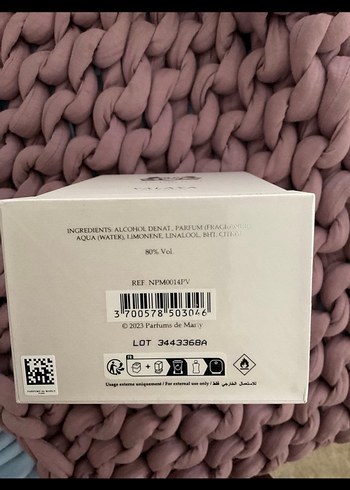 INGREDIENTS: ALCOHOL DENAT., PARFUM (FRAGRANCE),
AQUA (WATER), LIMONENE, LINALOOL, BHT,
80% Vol.
REF. NPM0014PV
3 700578 503046
© 2023 Parfums de Marly
LOT 3443368A
FR
Usage externe uniquement / For external use only / للاستعمال الخارجي فقط